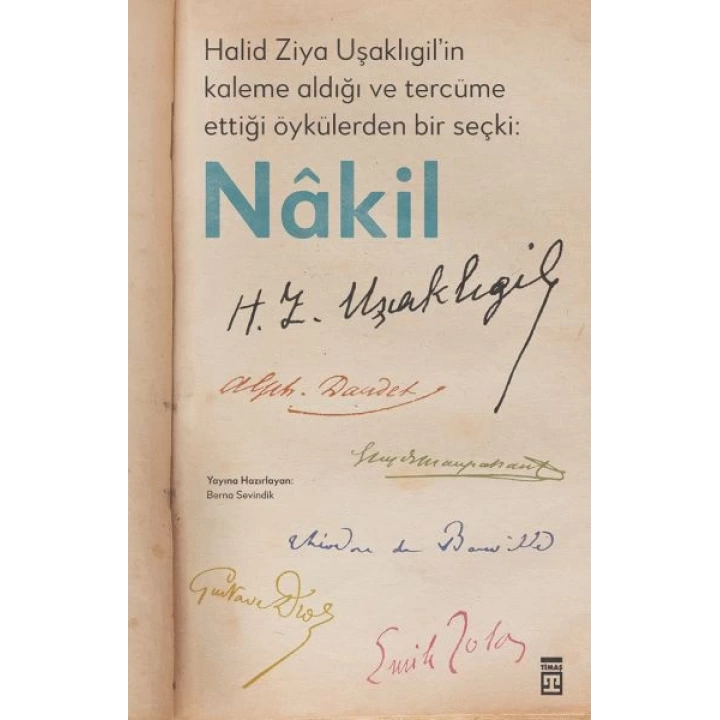 Halid Ziya Uşaklıgil'in
kaleme aldığı ve tercüme
ettiği öykülerden bir seçki:
Nâkil
H. Z. Uşaklıgil
Alph. Daudet
Guy de Maupassant
Yayına Hazırlayan:
Berna Sevindik
Théodore de Banville
Gustave Droz
Emile Zola
TİMAŞ